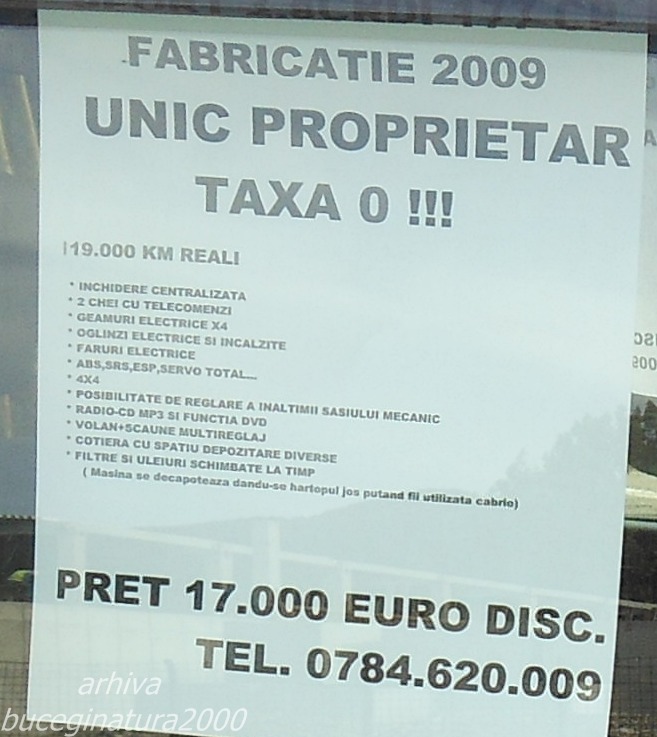 FABRICATIE 2009
UNIC PROPRIETAR
TAXA 0 !!!
119.000 KM REALI
* INCHIDERE CENTRALIZATA
* 2 CHEI CU TELECOMENZI
* GEAMURI ELECTRICE X4
* OGLINZI ELECTRICE SI INCALZITE
* FARURI ELECTRICE
* ABS,SRS,ESP,SERVO TOTAL...
* 4X4
* POSIBILITATE DE REGLARE A INALTIMII SASIULUI MECANIC
* RADIO-CD MP3 SI FUNCTIA DVD
* VOLAN+SCAUNE MULTIREGLAJ
* COTIERA CU SPATIU DEPOZITARE DIVERSE
* FILTRE SI ULEIURI SCHIMBATE LA TIMP
( Masina se decapoteaza dandu-se hartopul jos putand fii utilizata cabrio)
PRET 17.000 EURO DISC.
TEL. 0784.620.009
arhiva
buceginatura2000